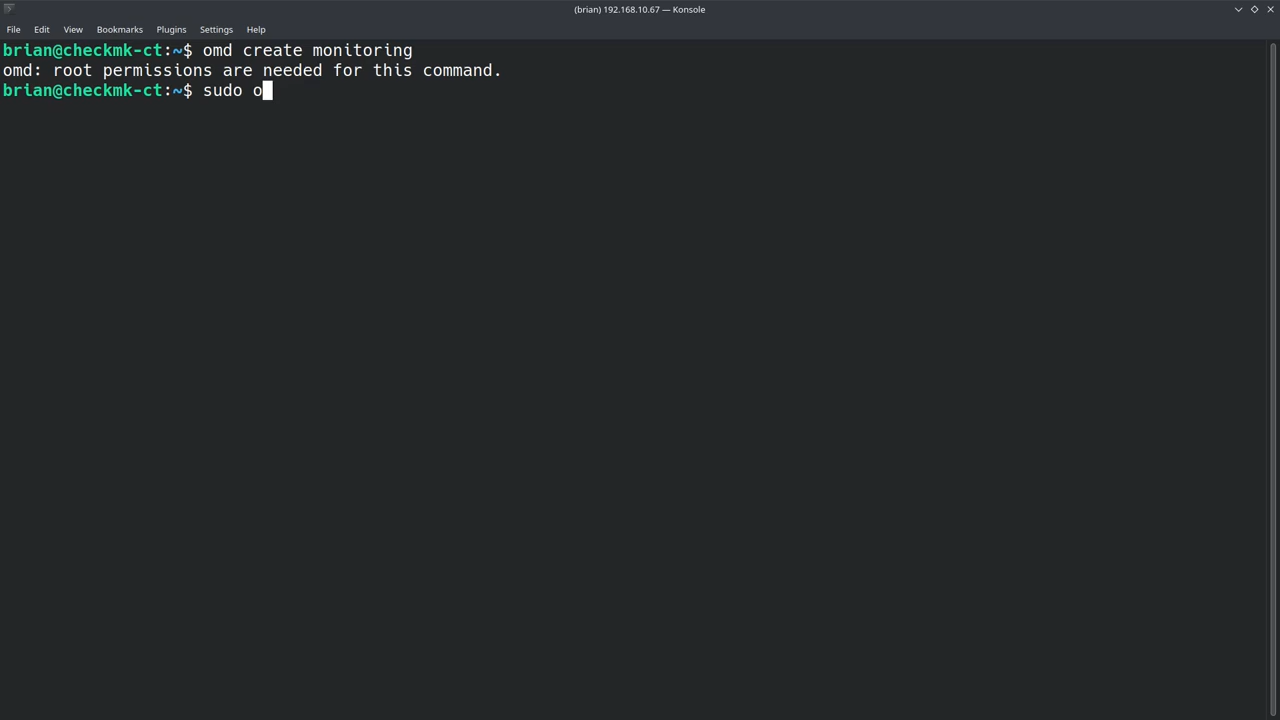 (brian) 192.168.10.67 — Konsole
File Edit View Bookmarks Plugins Settings Help
brian@checkmk-ct:~$ omd create monitoring
omd: root permissions are needed for this command.
brian@checkmk-ct:~$ sudo o